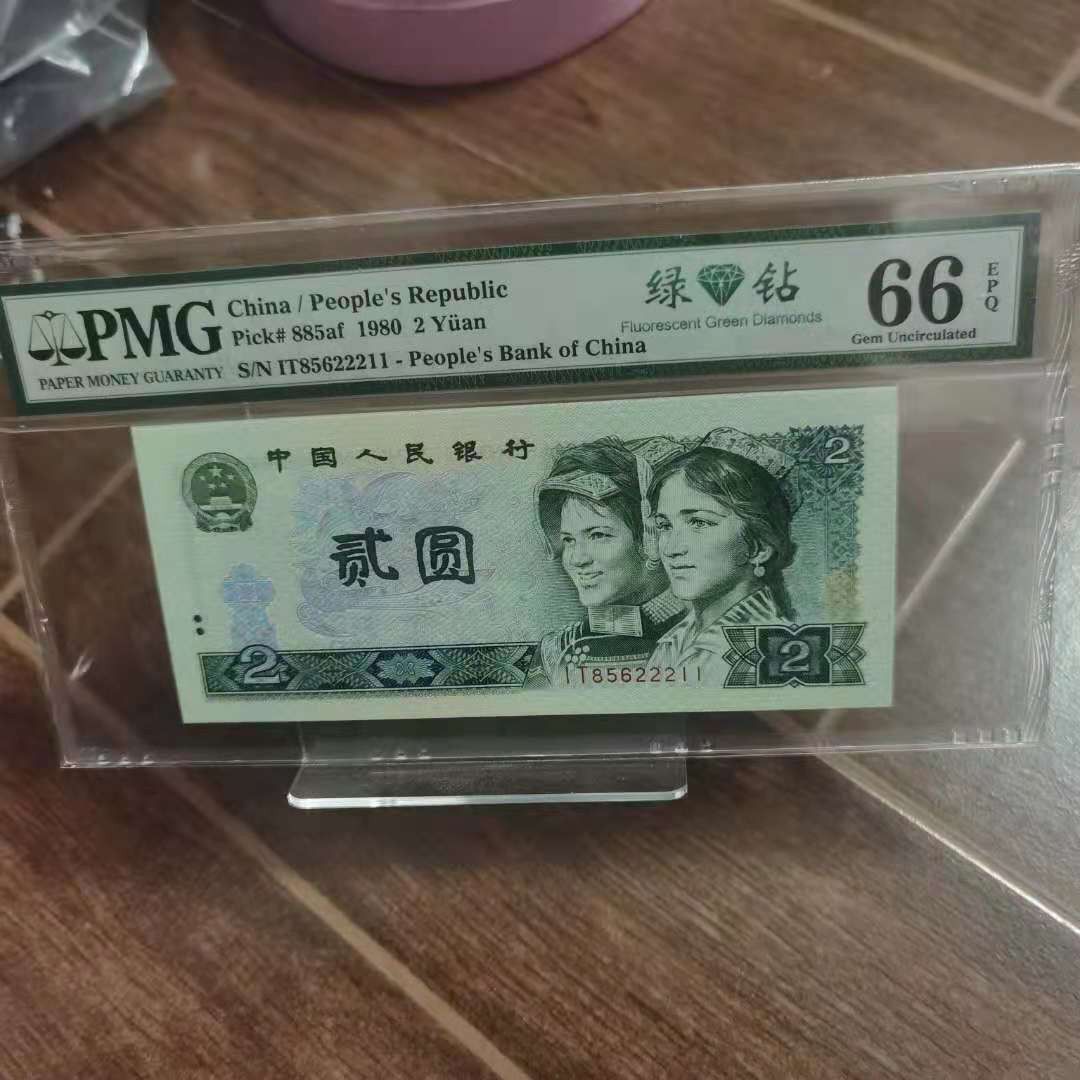 PMG
PAPER MONEY GUARANTY
China / People's Republic
Pick# 885af 1980 2 Yüan
S/N IT85622211 - People's Bank of China
绿 钻
Fluorescent Green Diamonds
66
EPQ
Gem Uncirculated
中国人民银行
2
贰圆
2
2
IT85622211